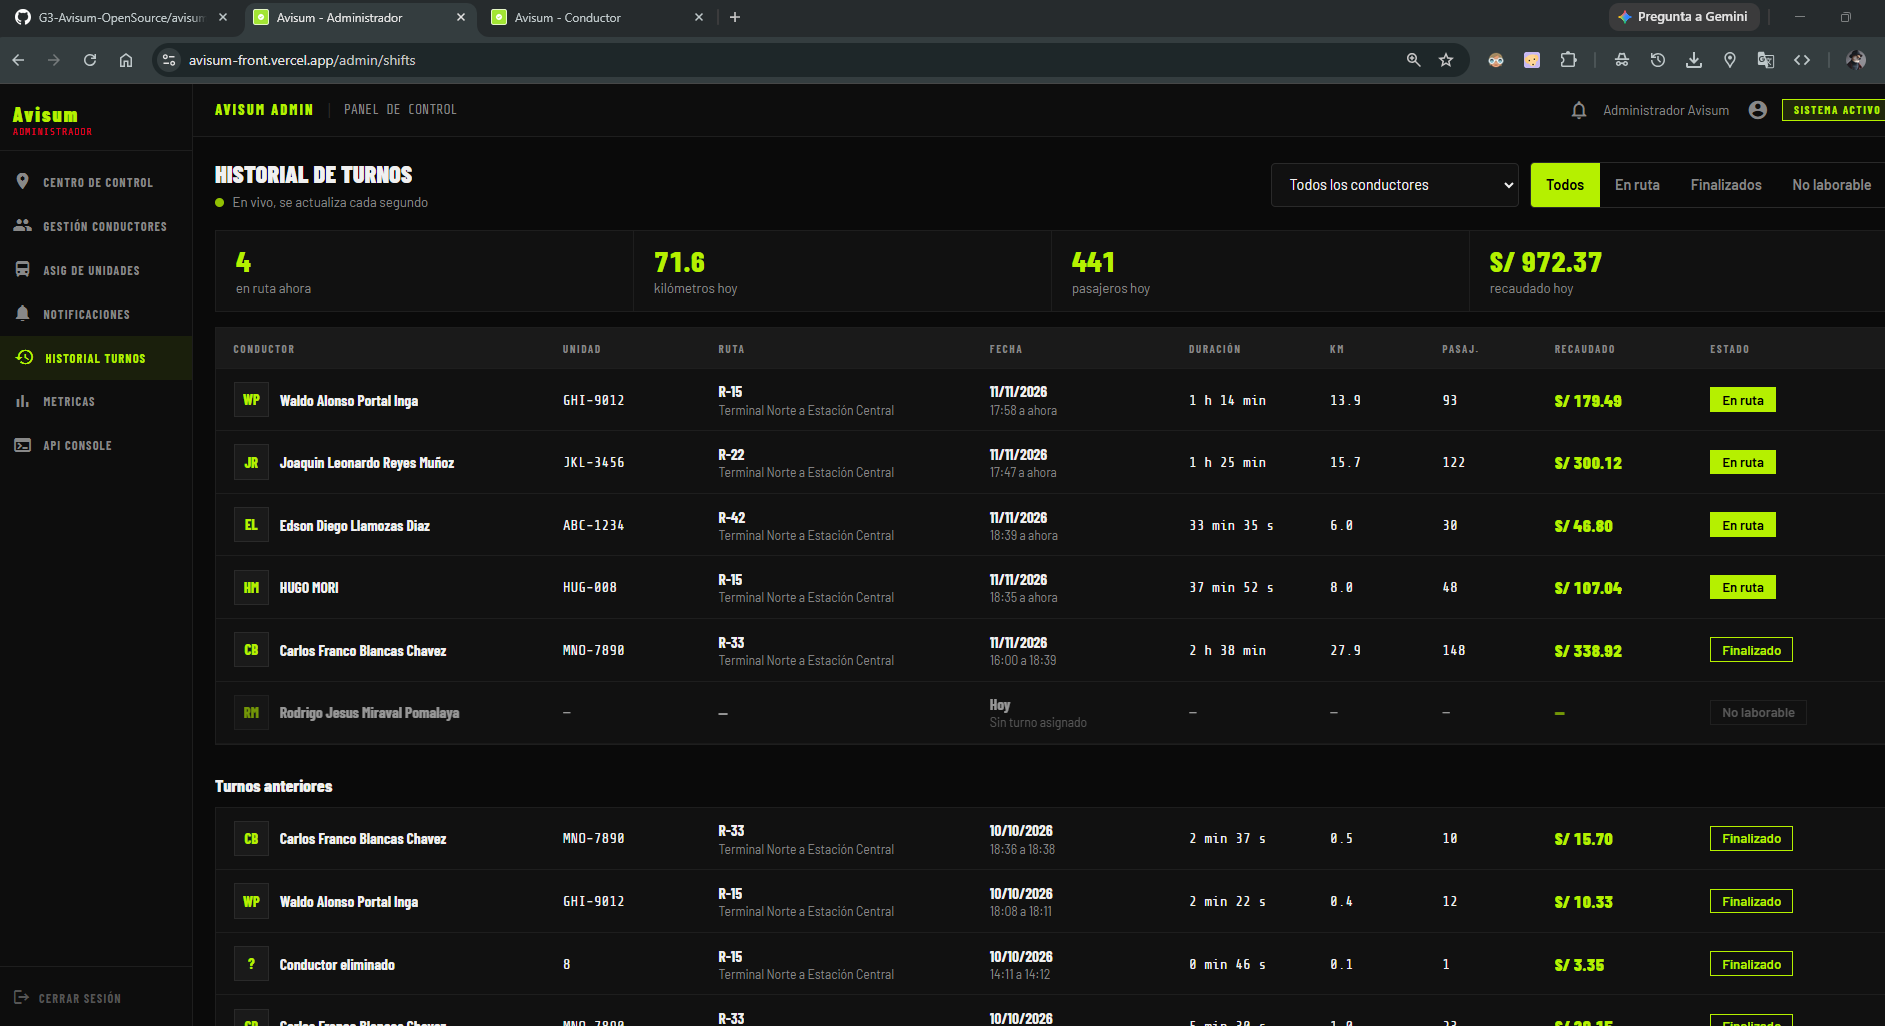 G3-Avisum-OpenSource/avisum
Avisum - Administrador
Avisum - Conductor
Pregunta a Gemini
avisum-front.vercel.app/admin/shifts
Avisum
ADMINISTRADOR
AVISUM ADMIN
PANEL DE CONTROL
Administrador Avisum
SISTEMA ACTIVO
CENTRO DE CONTROL
GESTIÓN CONDUCTORES
ASIG DE UNIDADES
NOTIFICACIONES
HISTORIAL TURNOS
METRICAS
API CONSOLE
CERRAR SESIÓN
HISTORIAL DE TURNOS
En vivo, se actualiza cada segundo
Todos los conductores
Todos En ruta Finalizados No laborable
4
en ruta ahora
71.6
kilómetros hoy
441
pasajeros hoy
S/ 972.37
recaudado hoy
CONDUCTOR UNIDAD RUTA FECHA DURACIÓN KM PASAJ. RECAUDADO ESTADO
WP Waldo Alonso Portal Inga GHI-9012 R-15 11/11/2026 1 h 14 min 13.9 93 S/ 179.49 En ruta
Terminal Norte a Estación Central 17:58 a ahora
JR Joaquin Leonardo Reyes Muñoz JKL-3456 R-22 11/11/2026 1 h 25 min 15.7 122 S/ 300.12 En ruta
Terminal Norte a Estación Central 17:47 a ahora
EL Edson Diego Llamozas Diaz ABC-1234 R-42 11/11/2026 33 min 35 s 6.0 30 S/ 46.80 En ruta
Terminal Norte a Estación Central 18:39 a ahora
HM HUGO MORI HUG-008 R-15 11/11/2026 37 min 52 s 8.0 48 S/ 107.04 En ruta
Terminal Norte a Estación Central 18:35 a ahora
CB Carlos Franco Blancas Chavez MNO-7890 R-33 11/11/2026 2 h 38 min 27.9 148 S/ 338.92 Finalizado
Terminal Norte a Estación Central 16:00 a 18:39
RM Rodrigo Jesus Miraval Pomalaya — — Hoy — — — — No laborable
Sin turno asignado
Turnos anteriores
CB Carlos Franco Blancas Chavez MNO-7890 R-33 10/10/2026 2 min 37 s 0.5 10 S/ 15.70 Finalizado
Terminal Norte a Estación Central 18:36 a 18:38
WP Waldo Alonso Portal Inga GHI-9012 R-15 10/10/2026 2 min 22 s 0.4 12 S/ 10.33 Finalizado
Terminal Norte a Estación Central 18:08 a 18:11
? Conductor eliminado 8 R-15 10/10/2026 0 min 46 s 0.1 1 S/ 3.35 Finalizado
Terminal Norte a Estación Central 14:11 a 14:12
CB Carlos Franco Blancas Chavez MNO-7890 R-33 10/10/2026 Finalizado